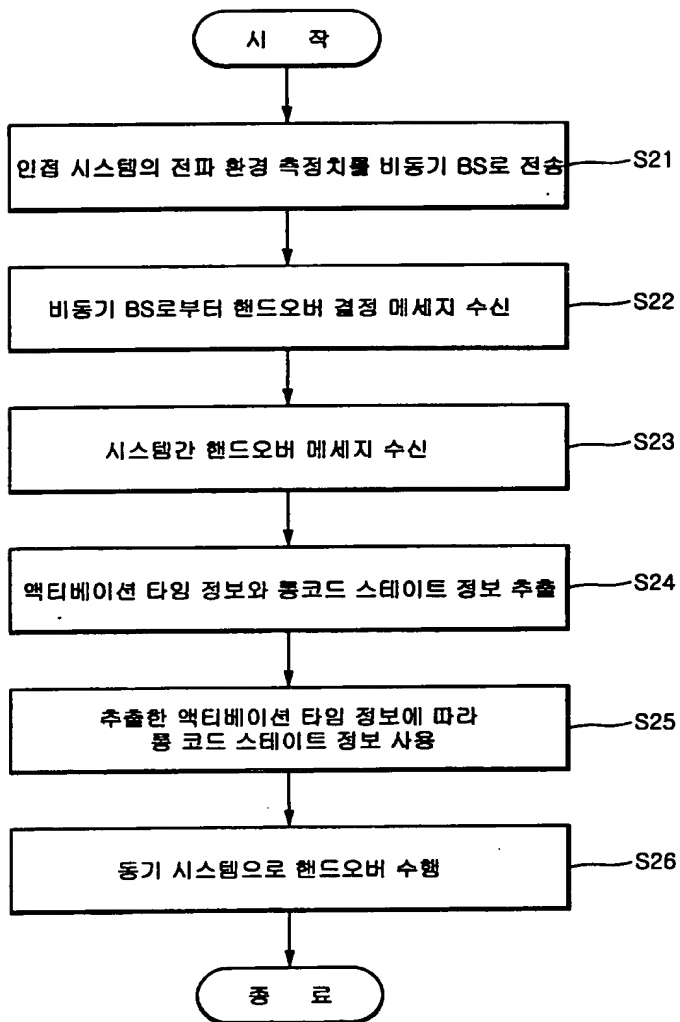 시 작
인접 시스템의 전파 환경 측정치를 비동기 BS로 전송
S21
비동기 BS로부터 핸드오버 결정 메세지 수신
S22
시스템간 핸드오버 메세지 수신
S23
액티베이션 타임 정보와 롱코드 스테이트 정보 추출
S24
추출한 액티베이션 타임 정보에 따라
롱 코드 스테이트 정보 사용
S25
동기 시스템으로 핸드오버 수행
S26
종 료